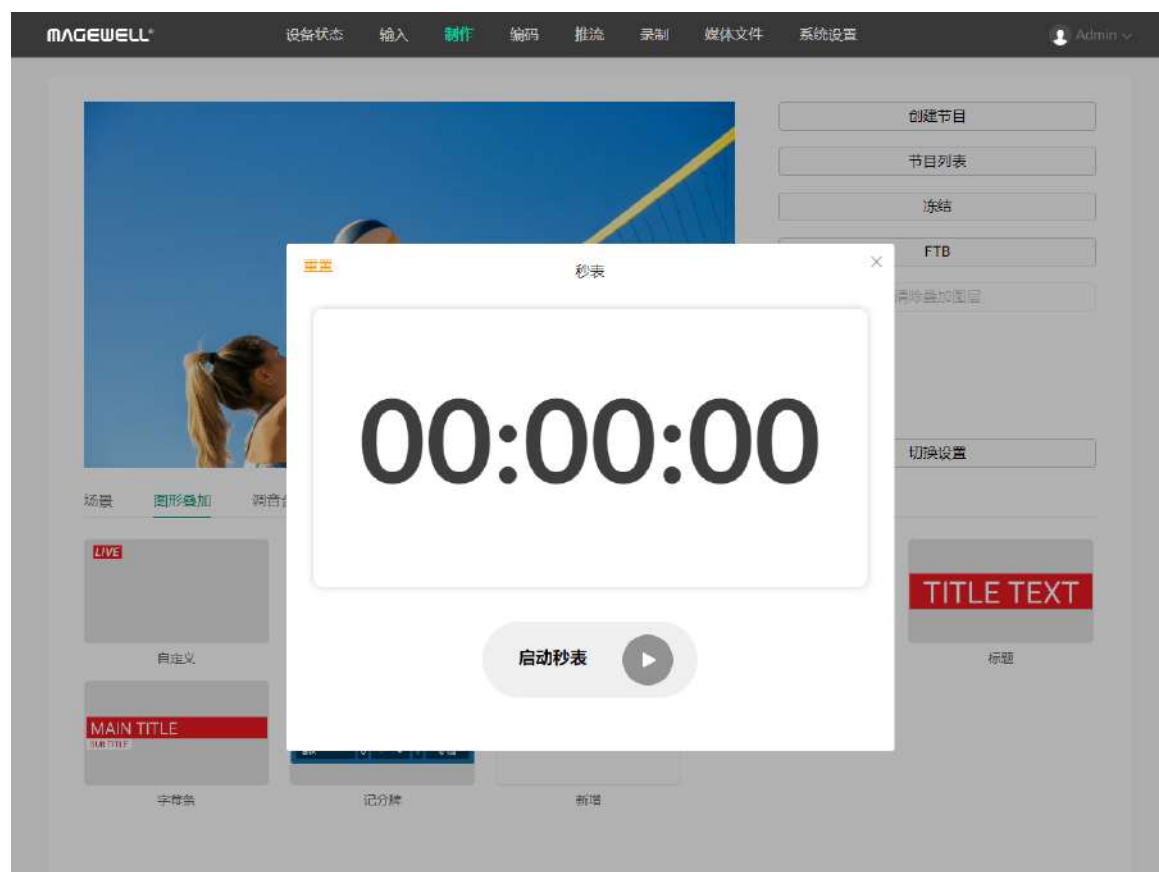 MAGEWELL®
设备状态 输入 制作 编码 推流 录制 媒体文件 系统设置 Admin
创建节目
节目列表
冻结
FTB
清除叠加图层
重置 秒表
00:00:00
启动秒表
切换设置
场景 图形叠加 调音
LIVE
自定义
TITLE TEXT
标题
MAIN TITLE
SUB TITLE
字幕条
记分牌
新增